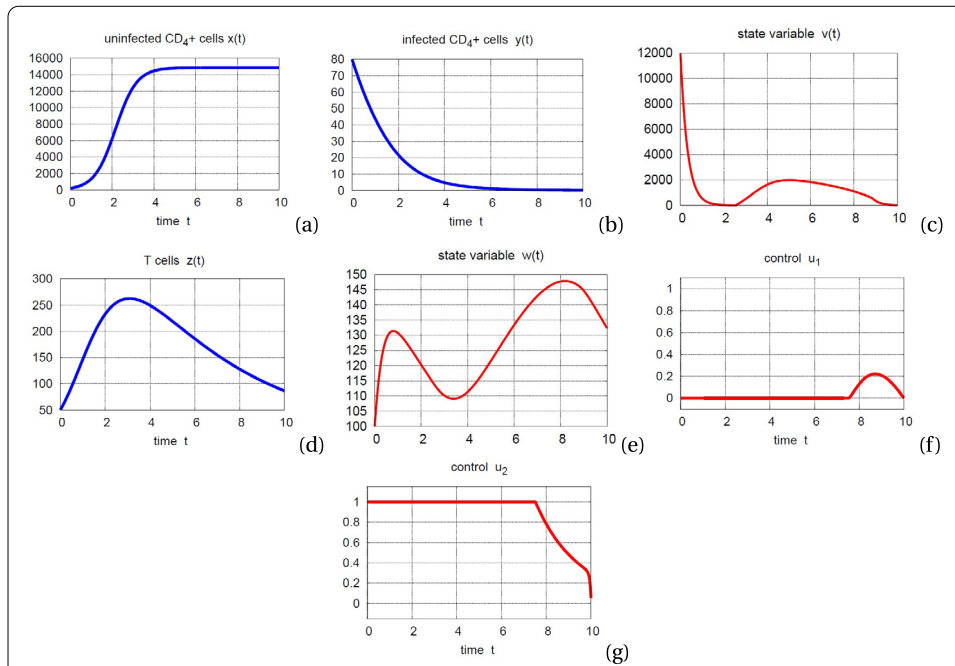 uninfected CD4+ cells x(t)
16000
14000
12000
10000
8000
6000
4000
2000
0
0 2 4 6 8 10
time t
(a)
infected CD4+ cells y(t)
80
70
60
50
40
30
20
10
0
0 2 4 6 8 10
time t
(b)
state variable v(t)
12000
10000
8000
6000
4000
2000
0
0 2 4 6 8 10
time t
(c)
T cells z(t)
300
250
200
150
100
50
0 2 4 6 8 10
time t
(d)
state variable w(t)
150
145
140
135
130
125
120
115
110
105
100
0 2 4 6 8 10
time t
(e)
control u1
1
0.8
0.6
0.4
0.2
0
0 2 4 6 8 10
time t
(f)
control u2
1
0.8
0.6
0.4
0.2
0
0 2 4 6 8 10
time t
(g)